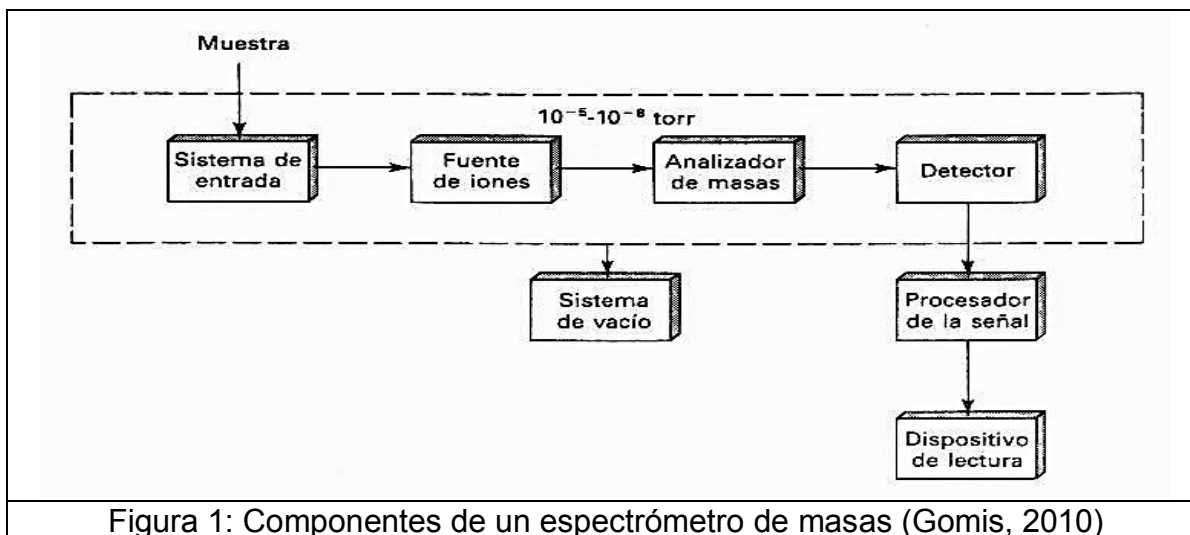 Muestra
10⁻⁵-10⁻⁸ torr
Sistema de
entrada
Fuente
de iones
Analizador
de masas
Detector
Sistema
de vacío
Procesador
de la señal
Dispositivo
de lectura
Figura 1: Componentes de un espectrómetro de masas (Gomis, 2010)